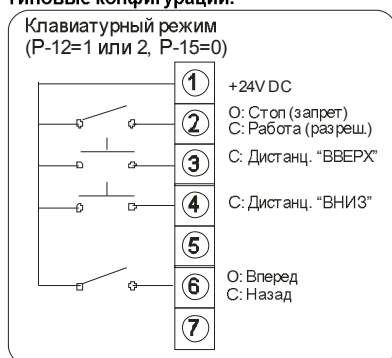 типовые конфигурации:
Клавиатурный режим
(P-12=1 или 2, P-15=0)
1 +24V DC
2 O: Стоп (запрет)
C: Работа (разреш.)
3 C: Дистанц. "ВВЕРХ"
4 C: Дистанц. "ВНИЗ"
5
6 O: Вперед
C: Назад
7